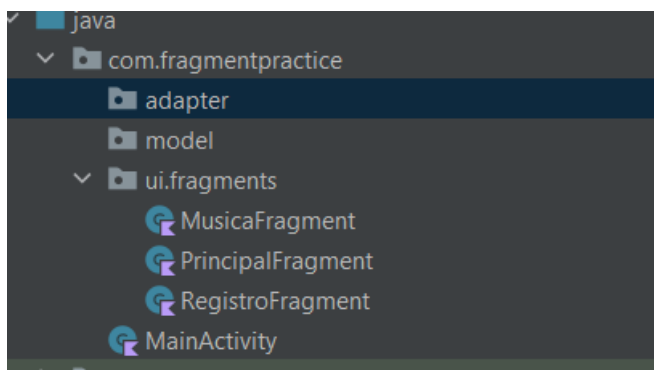 java
com.fragmentpractice
adapter
model
ui.fragments
MusicaFragment
PrincipalFragment
RegistroFragment
MainActivity